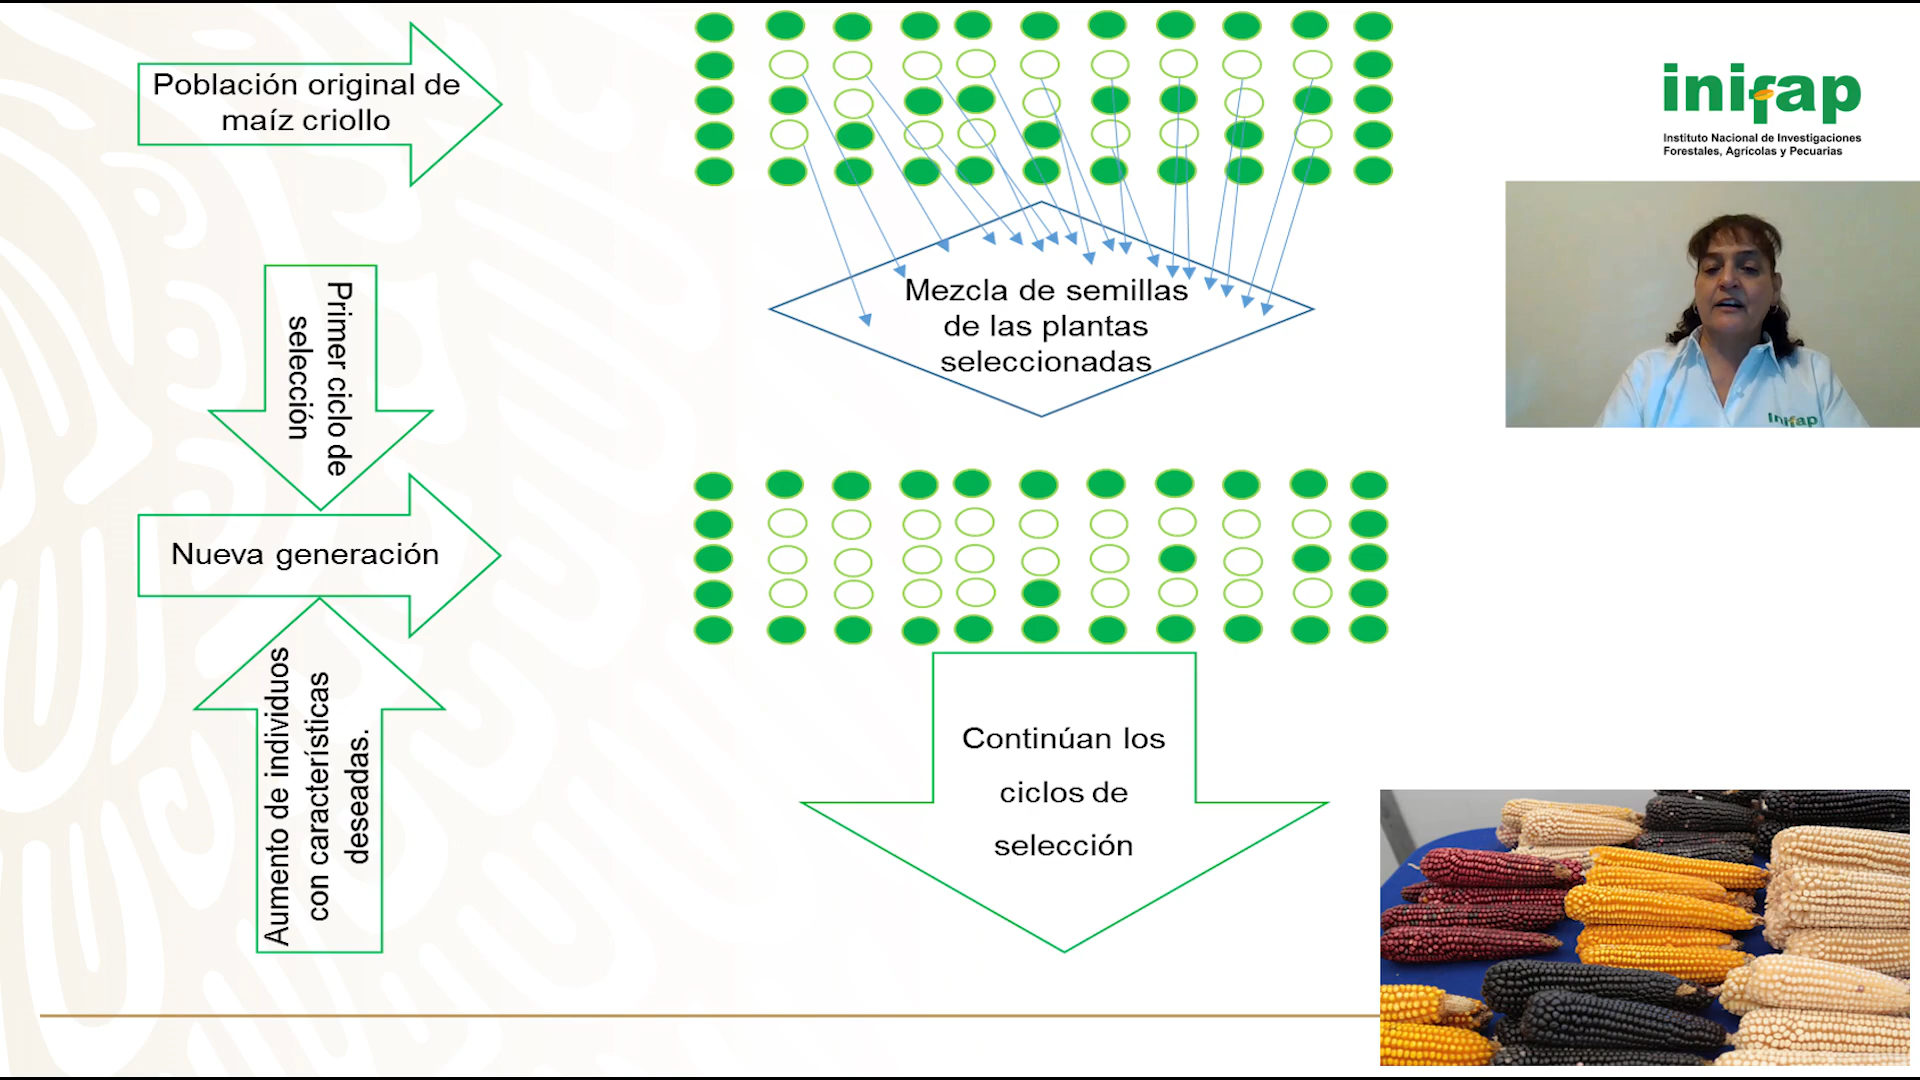 Población original de
maíz criollo
inifap
Instituto Nacional de Investigaciones
Forestales, Agrícolas y Pecuarias
Mezcla de semillas
de las plantas
seleccionadas
Primer ciclo de
selección
inifap
Nueva generación
Aumento de individuos
con características
deseadas.
Continúan los
ciclos de
selección